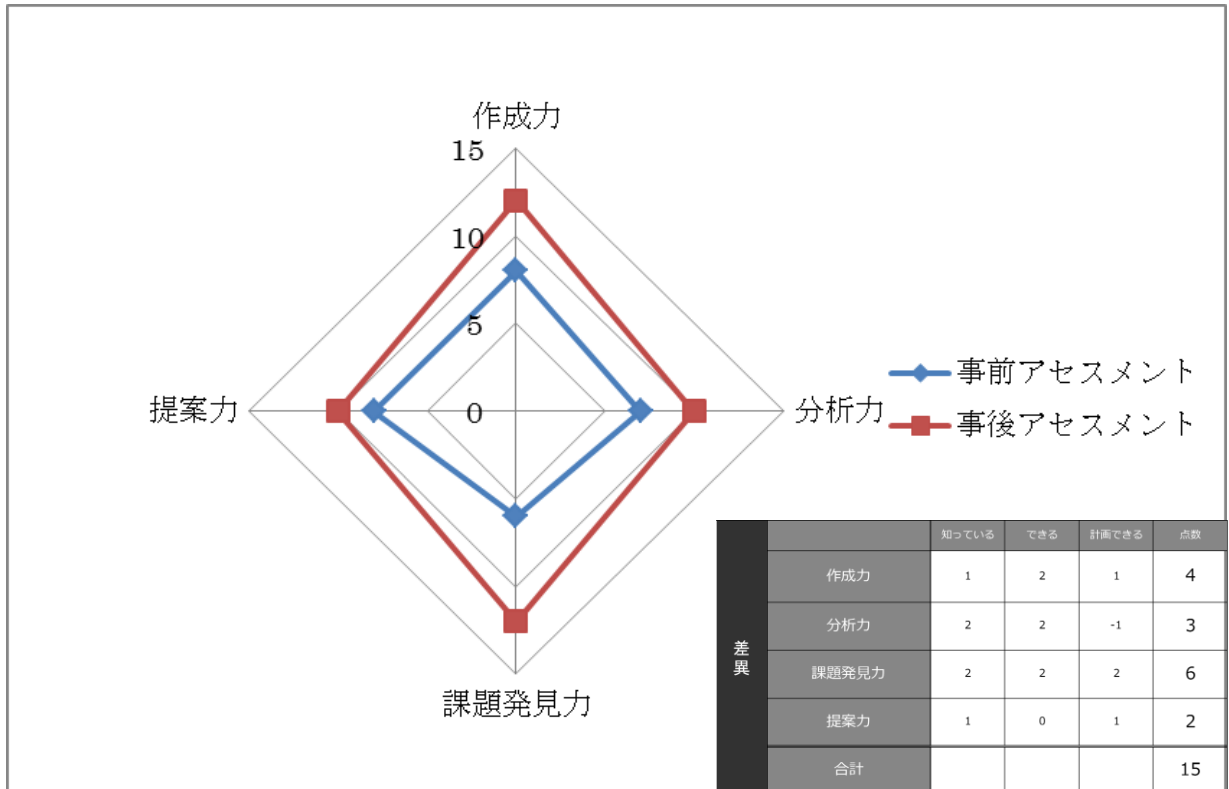 作成力
15
10
5
0
提案力
分析力
課題発見力
事前アセスメント
事後アセスメント
差異
知っている できる 計画できる 点数
作成力 1 2 1 4
分析力 2 2 -1 3
課題発見力 2 2 2 6
提案力 1 0 1 2
合計 15